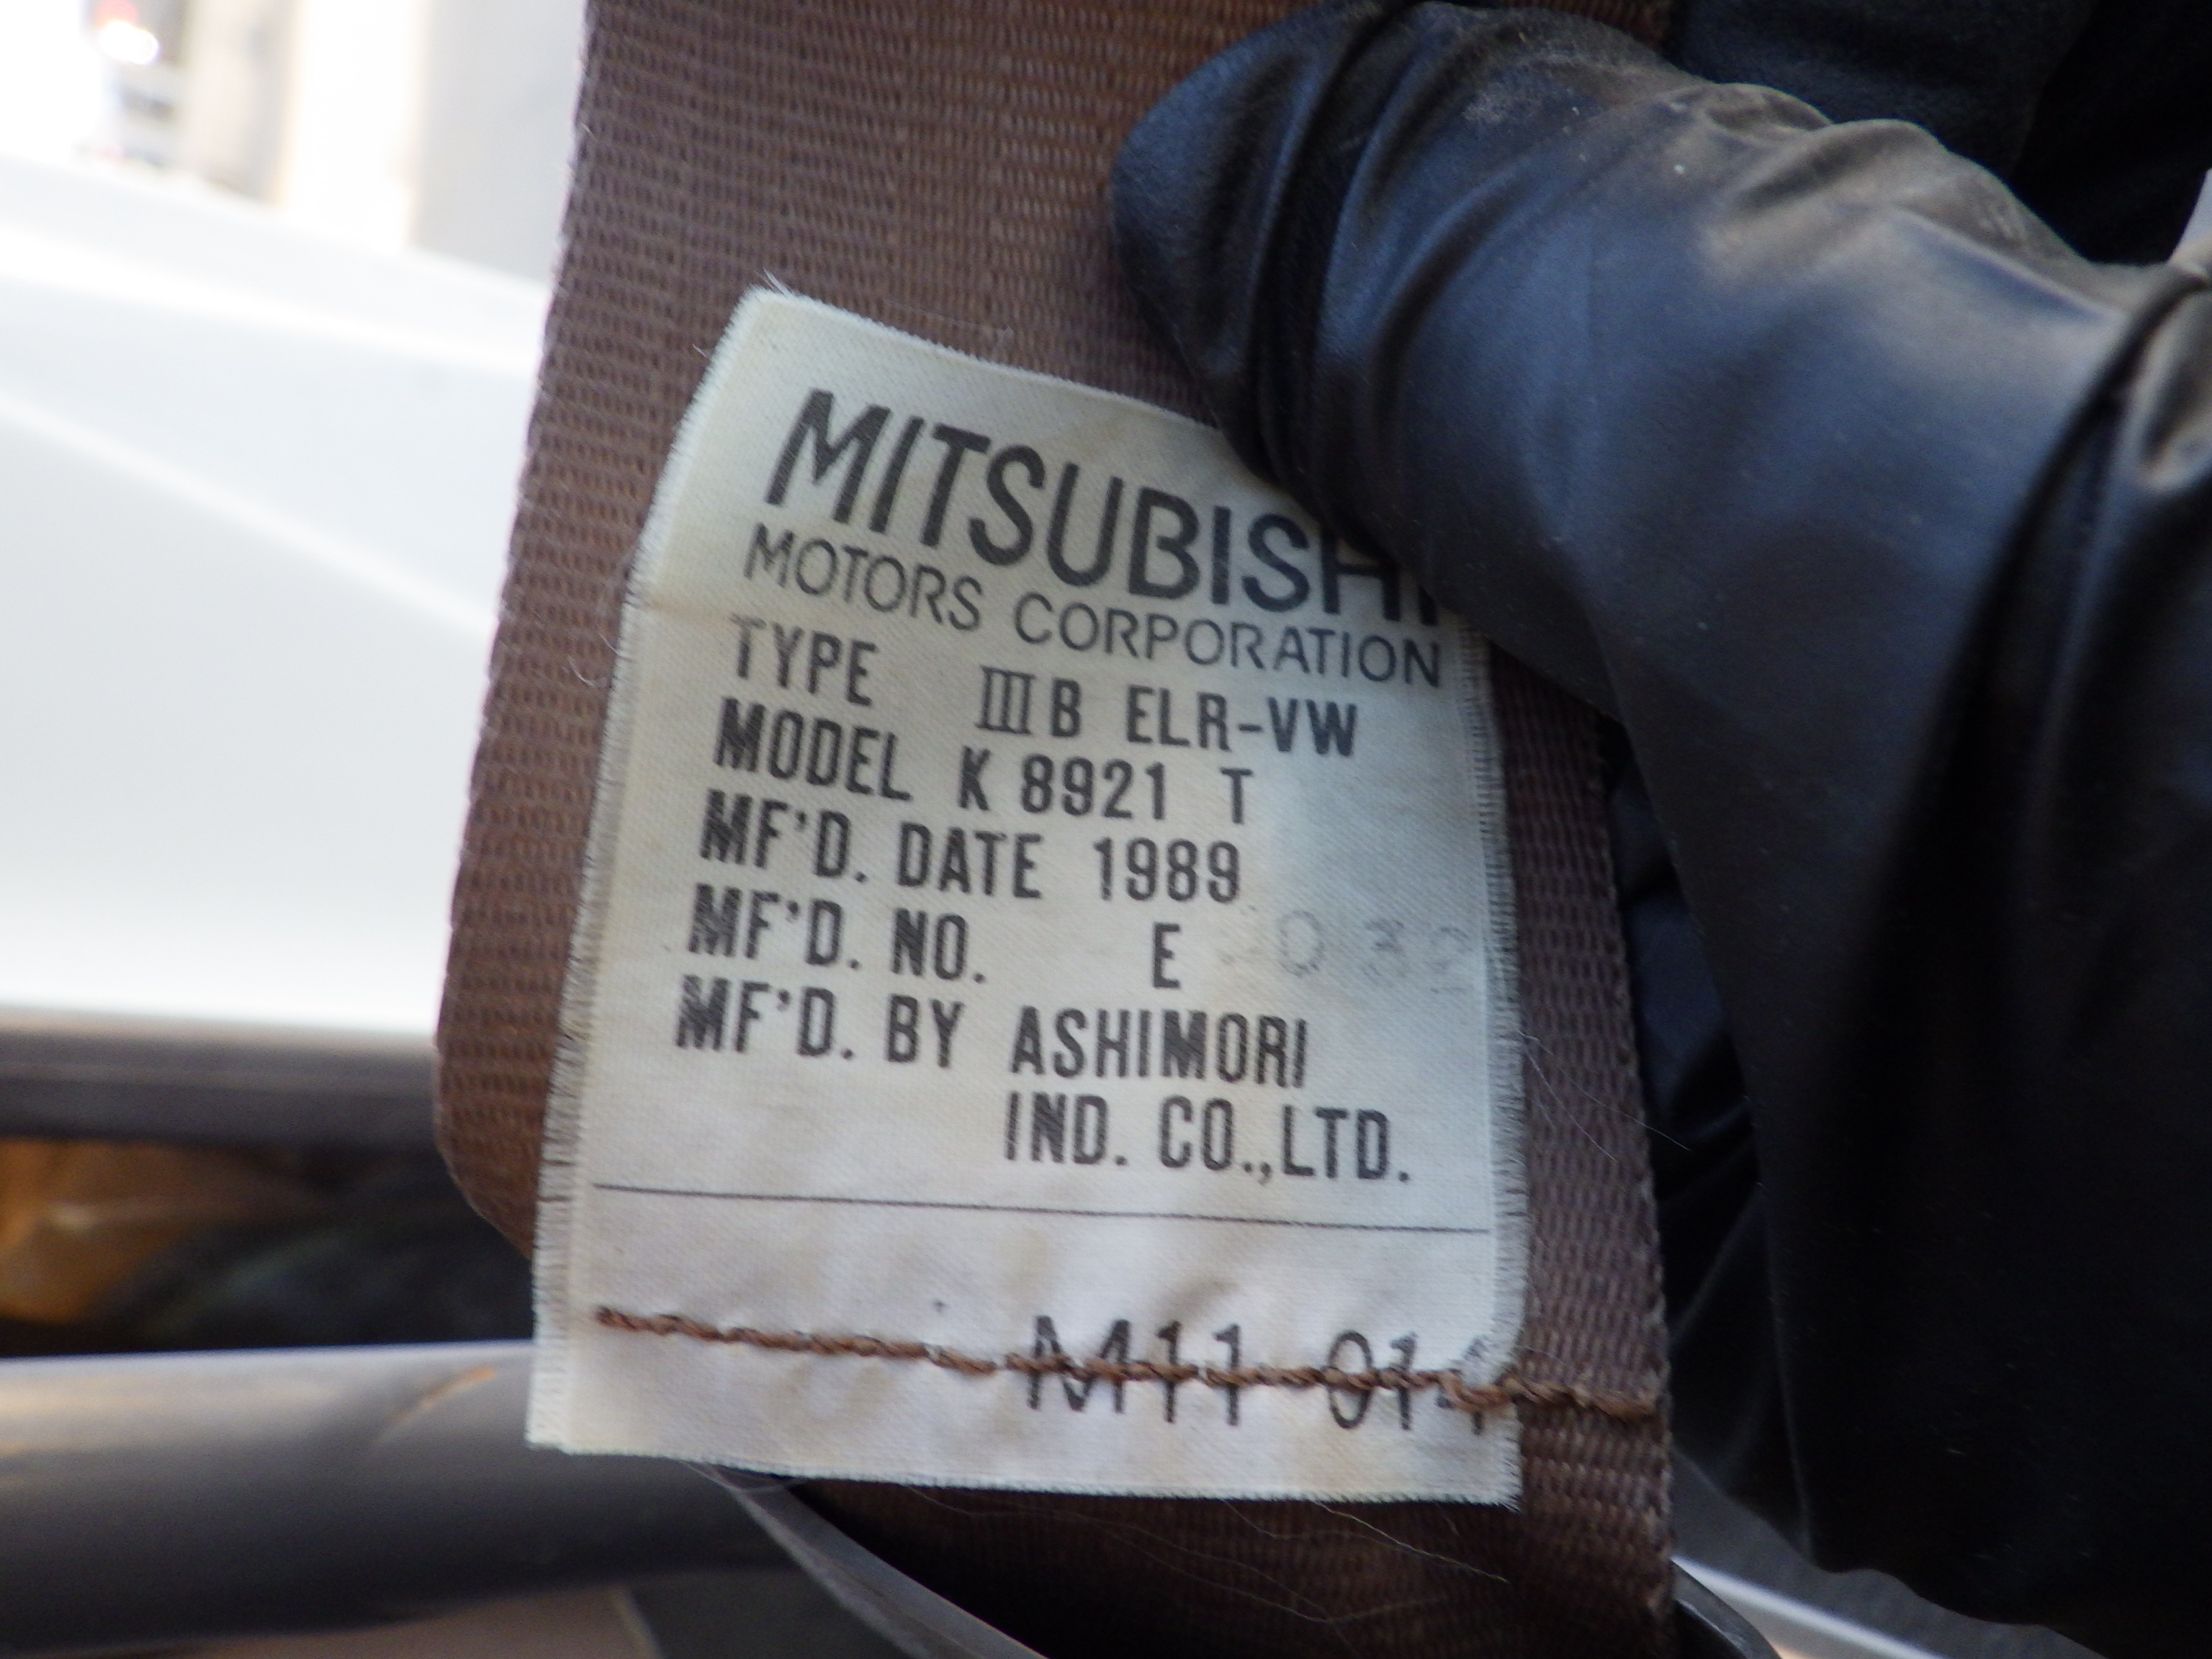 MITSUBISHI
MOTORS CORPORATION
TYPE ⅢB ELR-VW
MODEL K 8921 T
MF'D. DATE 1989
MF'D. NO. E
MF'D. BY ASHIMORI
IND. CO.,LTD.
M11